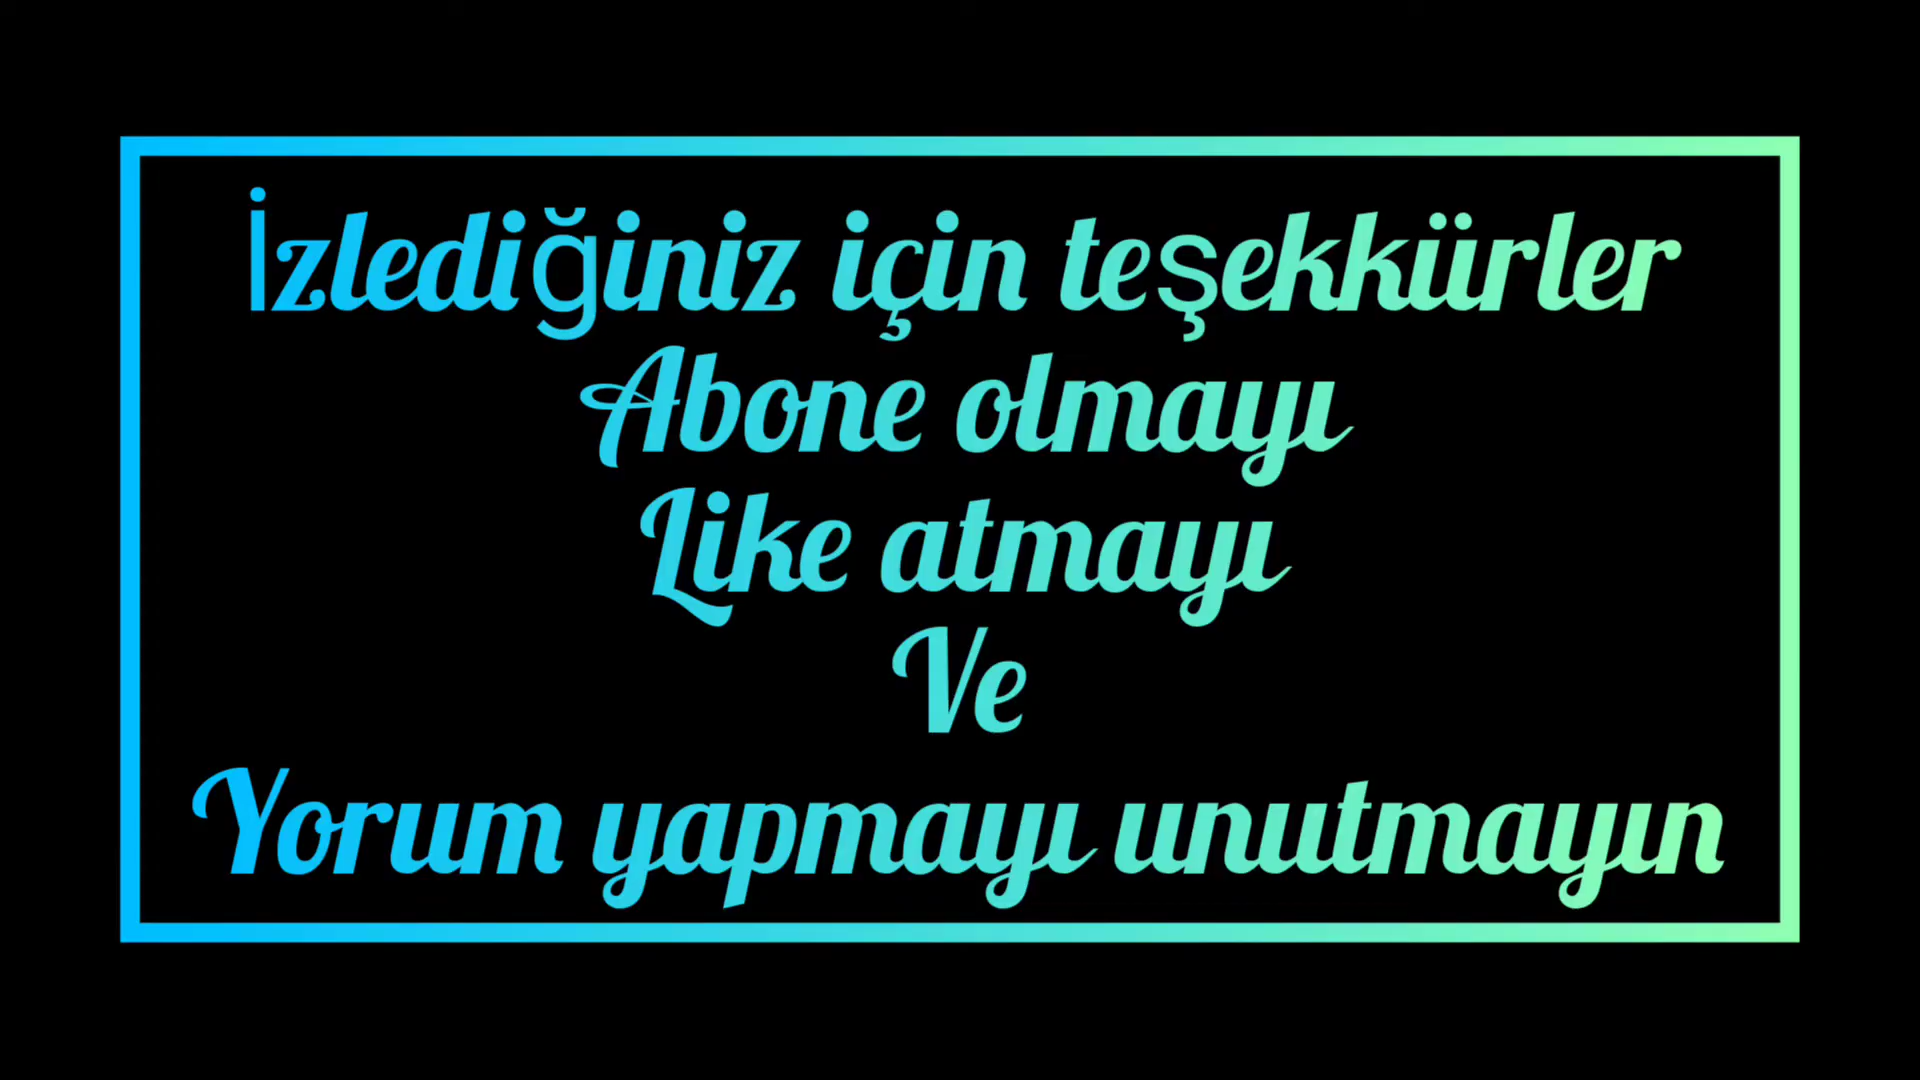 İzlediğiniz için teşekkürler
Abone olmayı
Like atmayı
Ve
Yorum yapmayı unutmayın